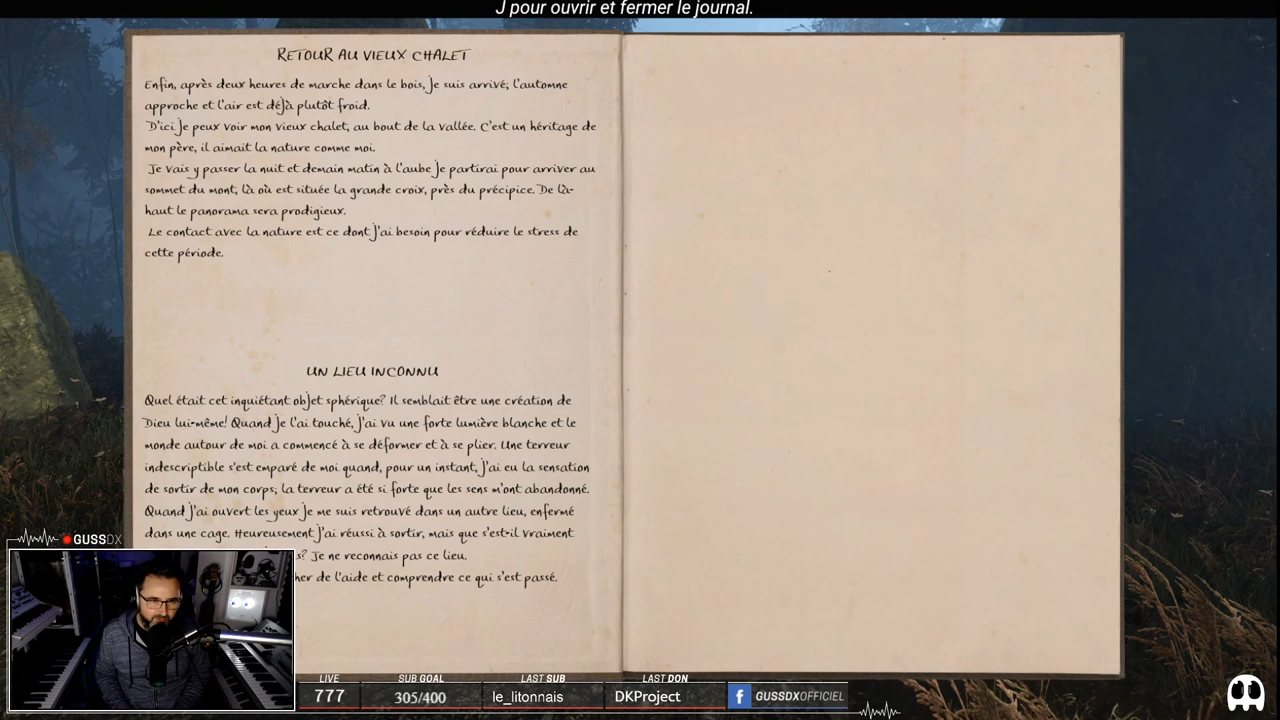 J pour ouvrir et fermer le journal.
RETOUR AU VIEUX CHALET
Enfin, après deux heures de marche dans le bois, je suis arrivé; l'automne
approche et l'air est déjà plutôt froid.
D'ici je peux voir mon vieux chalet, au bout de la vallée. C'est un héritage de
mon père, il aimait la nature comme moi.
Je vais y passer la nuit et demain matin à l'aube je partirai pour arriver au
sommet du mont, là où est située la grande croix, près du précipice. De là-
haut le panorama sera prodigieux.
Le contact avec la nature est ce dont j'ai besoin pour réduire le stress de
cette période.
UN LIEU INCONNU
Quel était cet inquiétant objet sphérique? Il semblait être une création de
Dieu lui-même! Quand je l'ai touché, j'ai vu une forte lumière blanche et le
monde autour de moi a commencé à se déformer et à se plier. Une terreur
indescriptible s'est emparé de moi quand, pour un instant, j'ai eu la sensation
de sortir de mon corps; la terreur a été si forte que les sens m'ont abandonné.
Quand j'ai ouvert les yeux je me suis retrouvé dans un autre lieu, enfermé
dans une cage. Heureusement j'ai réussi à sortir, mais que s'est-il vraiment
s? Je ne reconnais pas ce lieu.
her de l'aide et comprendre ce qui s'est passé.
GUSSDX
LIVE
777
SUB GOAL
305/400
LAST SUB
le_litonnais
LAST DON
DKProject
f GUSSDXOFFICIEL